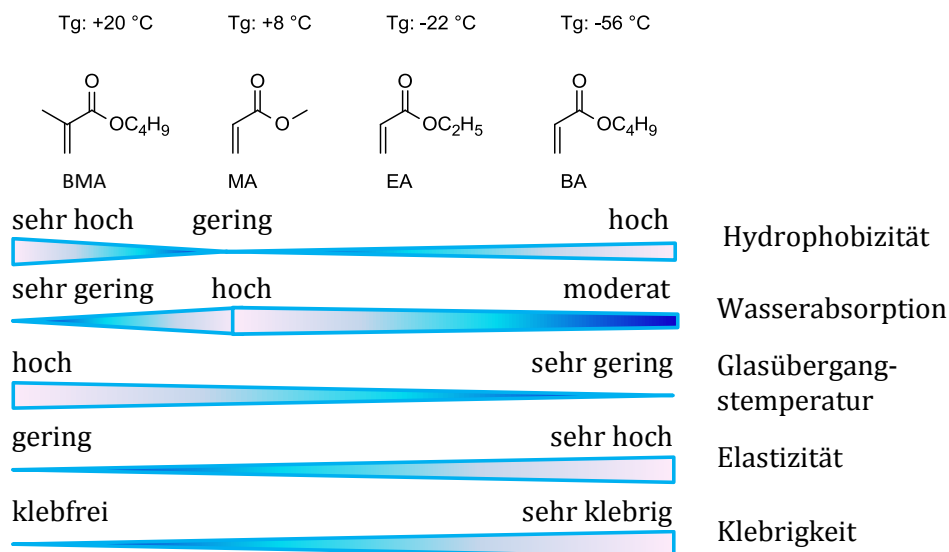 Tg: +20 °C Tg: +8 °C Tg: -22 °C Tg: -56 °C
O O O O
OC4H9 O OC2H5 OC4H9
BMA MA EA BA
sehr hoch gering hoch
Hydrophobizität
sehr gering hoch moderat
Wasserabsorption
hoch sehr gering
Glasübergang-
stemperatur
gering sehr hoch
Elastizität
klebfrei sehr klebrig
Klebrigkeit